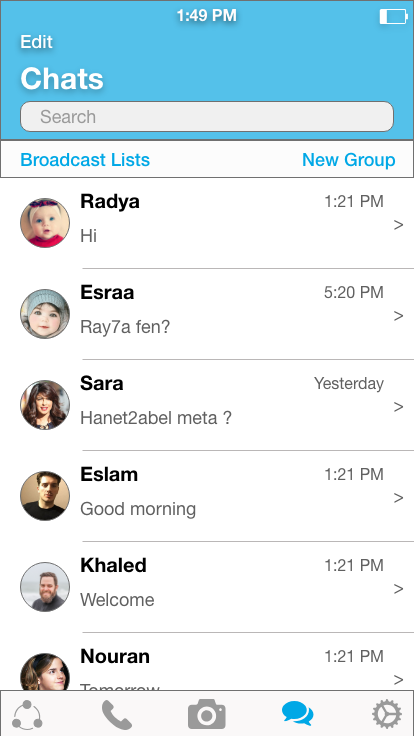 1:49 PM
Edit
Chats
Search
Broadcast Lists New Group
Radya 1:21 PM
Hi >
Esraa 5:20 PM
Ray7a fen? >
Sara Yesterday
Hanet2abel meta ? >
Eslam 1:21 PM
Good morning >
Khaled 1:21 PM
Welcome >
Nouran 1:21 PM
Tomorrow >